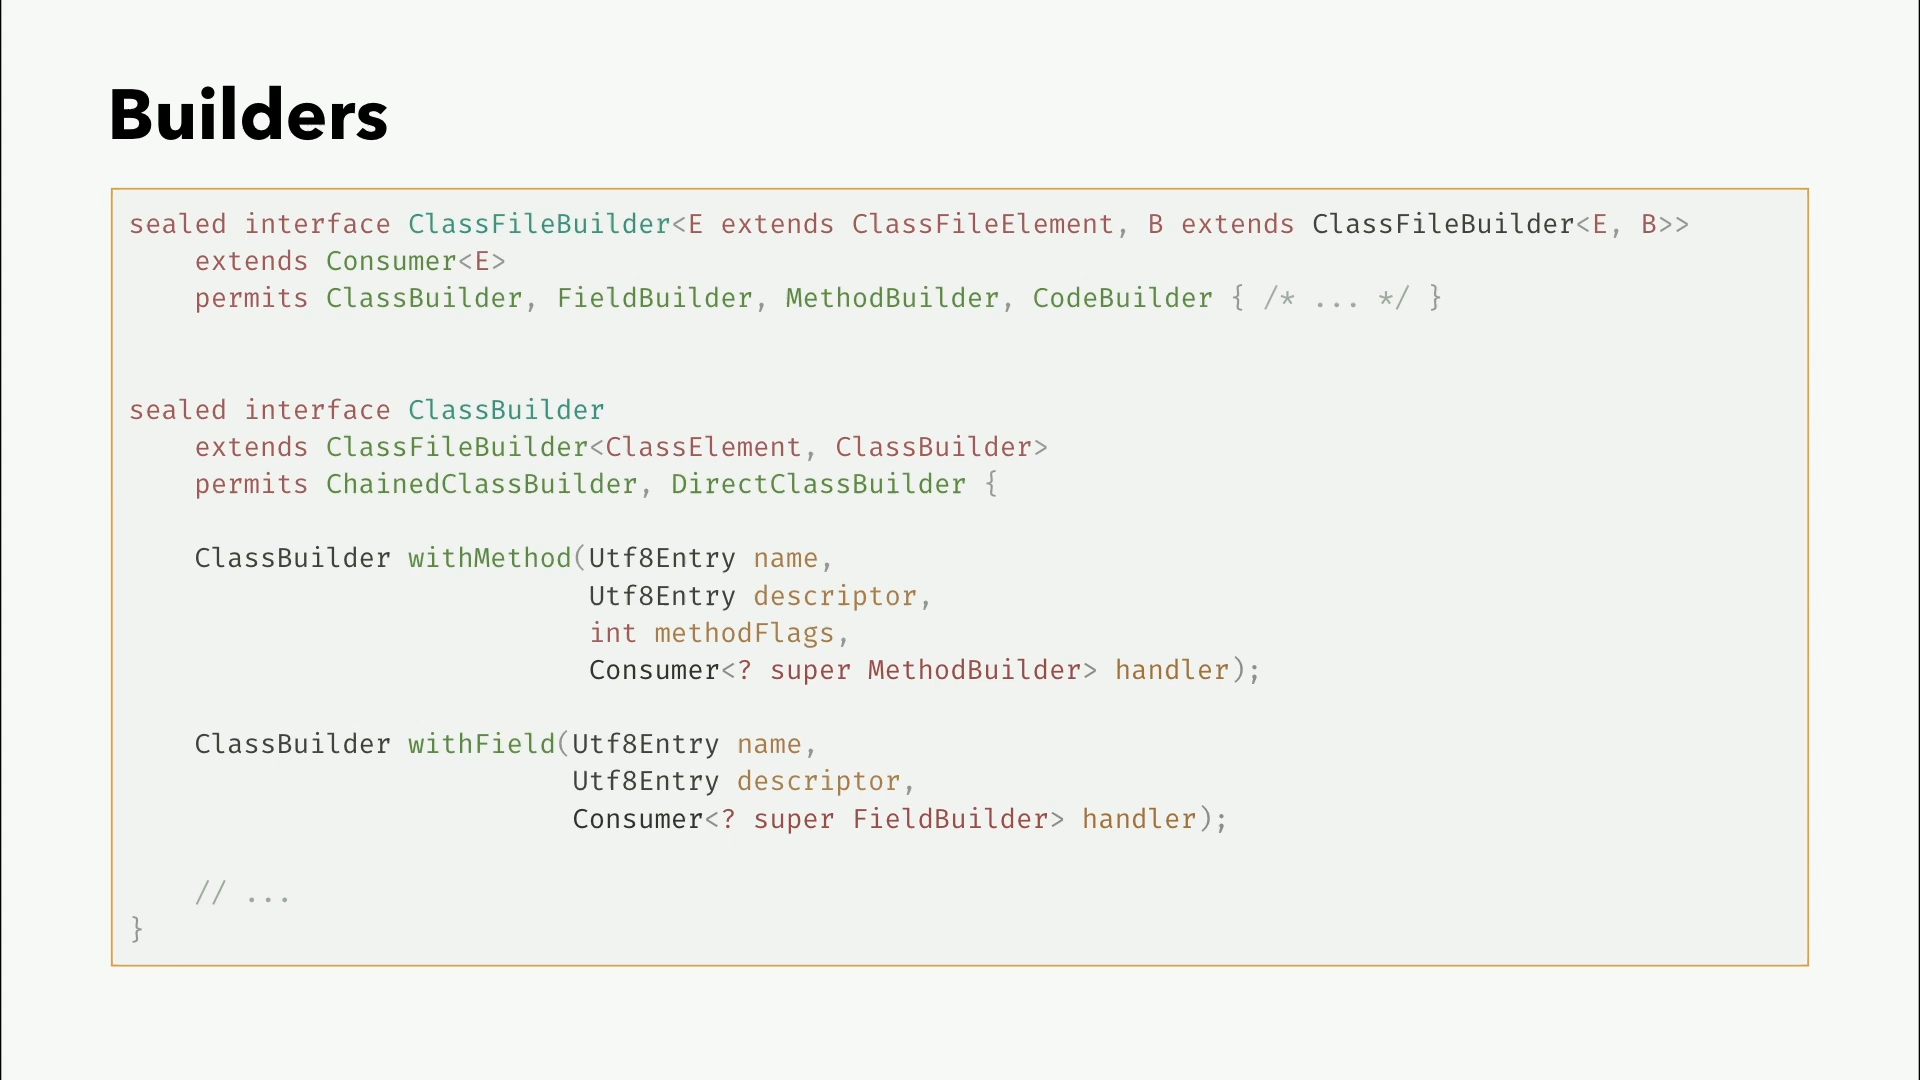 Builders
sealed interface ClassFileBuilder<E extends ClassFileElement, B extends ClassFileBuilder<E, B>>
    extends Consumer<E>
    permits ClassBuilder, FieldBuilder, MethodBuilder, CodeBuilder { /* ... */ }
sealed interface ClassBuilder
    extends ClassFileBuilder<ClassElement, ClassBuilder>
    permits ChainedClassBuilder, DirectClassBuilder {
    ClassBuilder withMethod(Utf8Entry name,
                            Utf8Entry descriptor,
                            int methodFlags,
                            Consumer<? super MethodBuilder> handler);
    ClassBuilder withField(Utf8Entry name,
                           Utf8Entry descriptor,
                           Consumer<? super FieldBuilder> handler);
    // ...
}